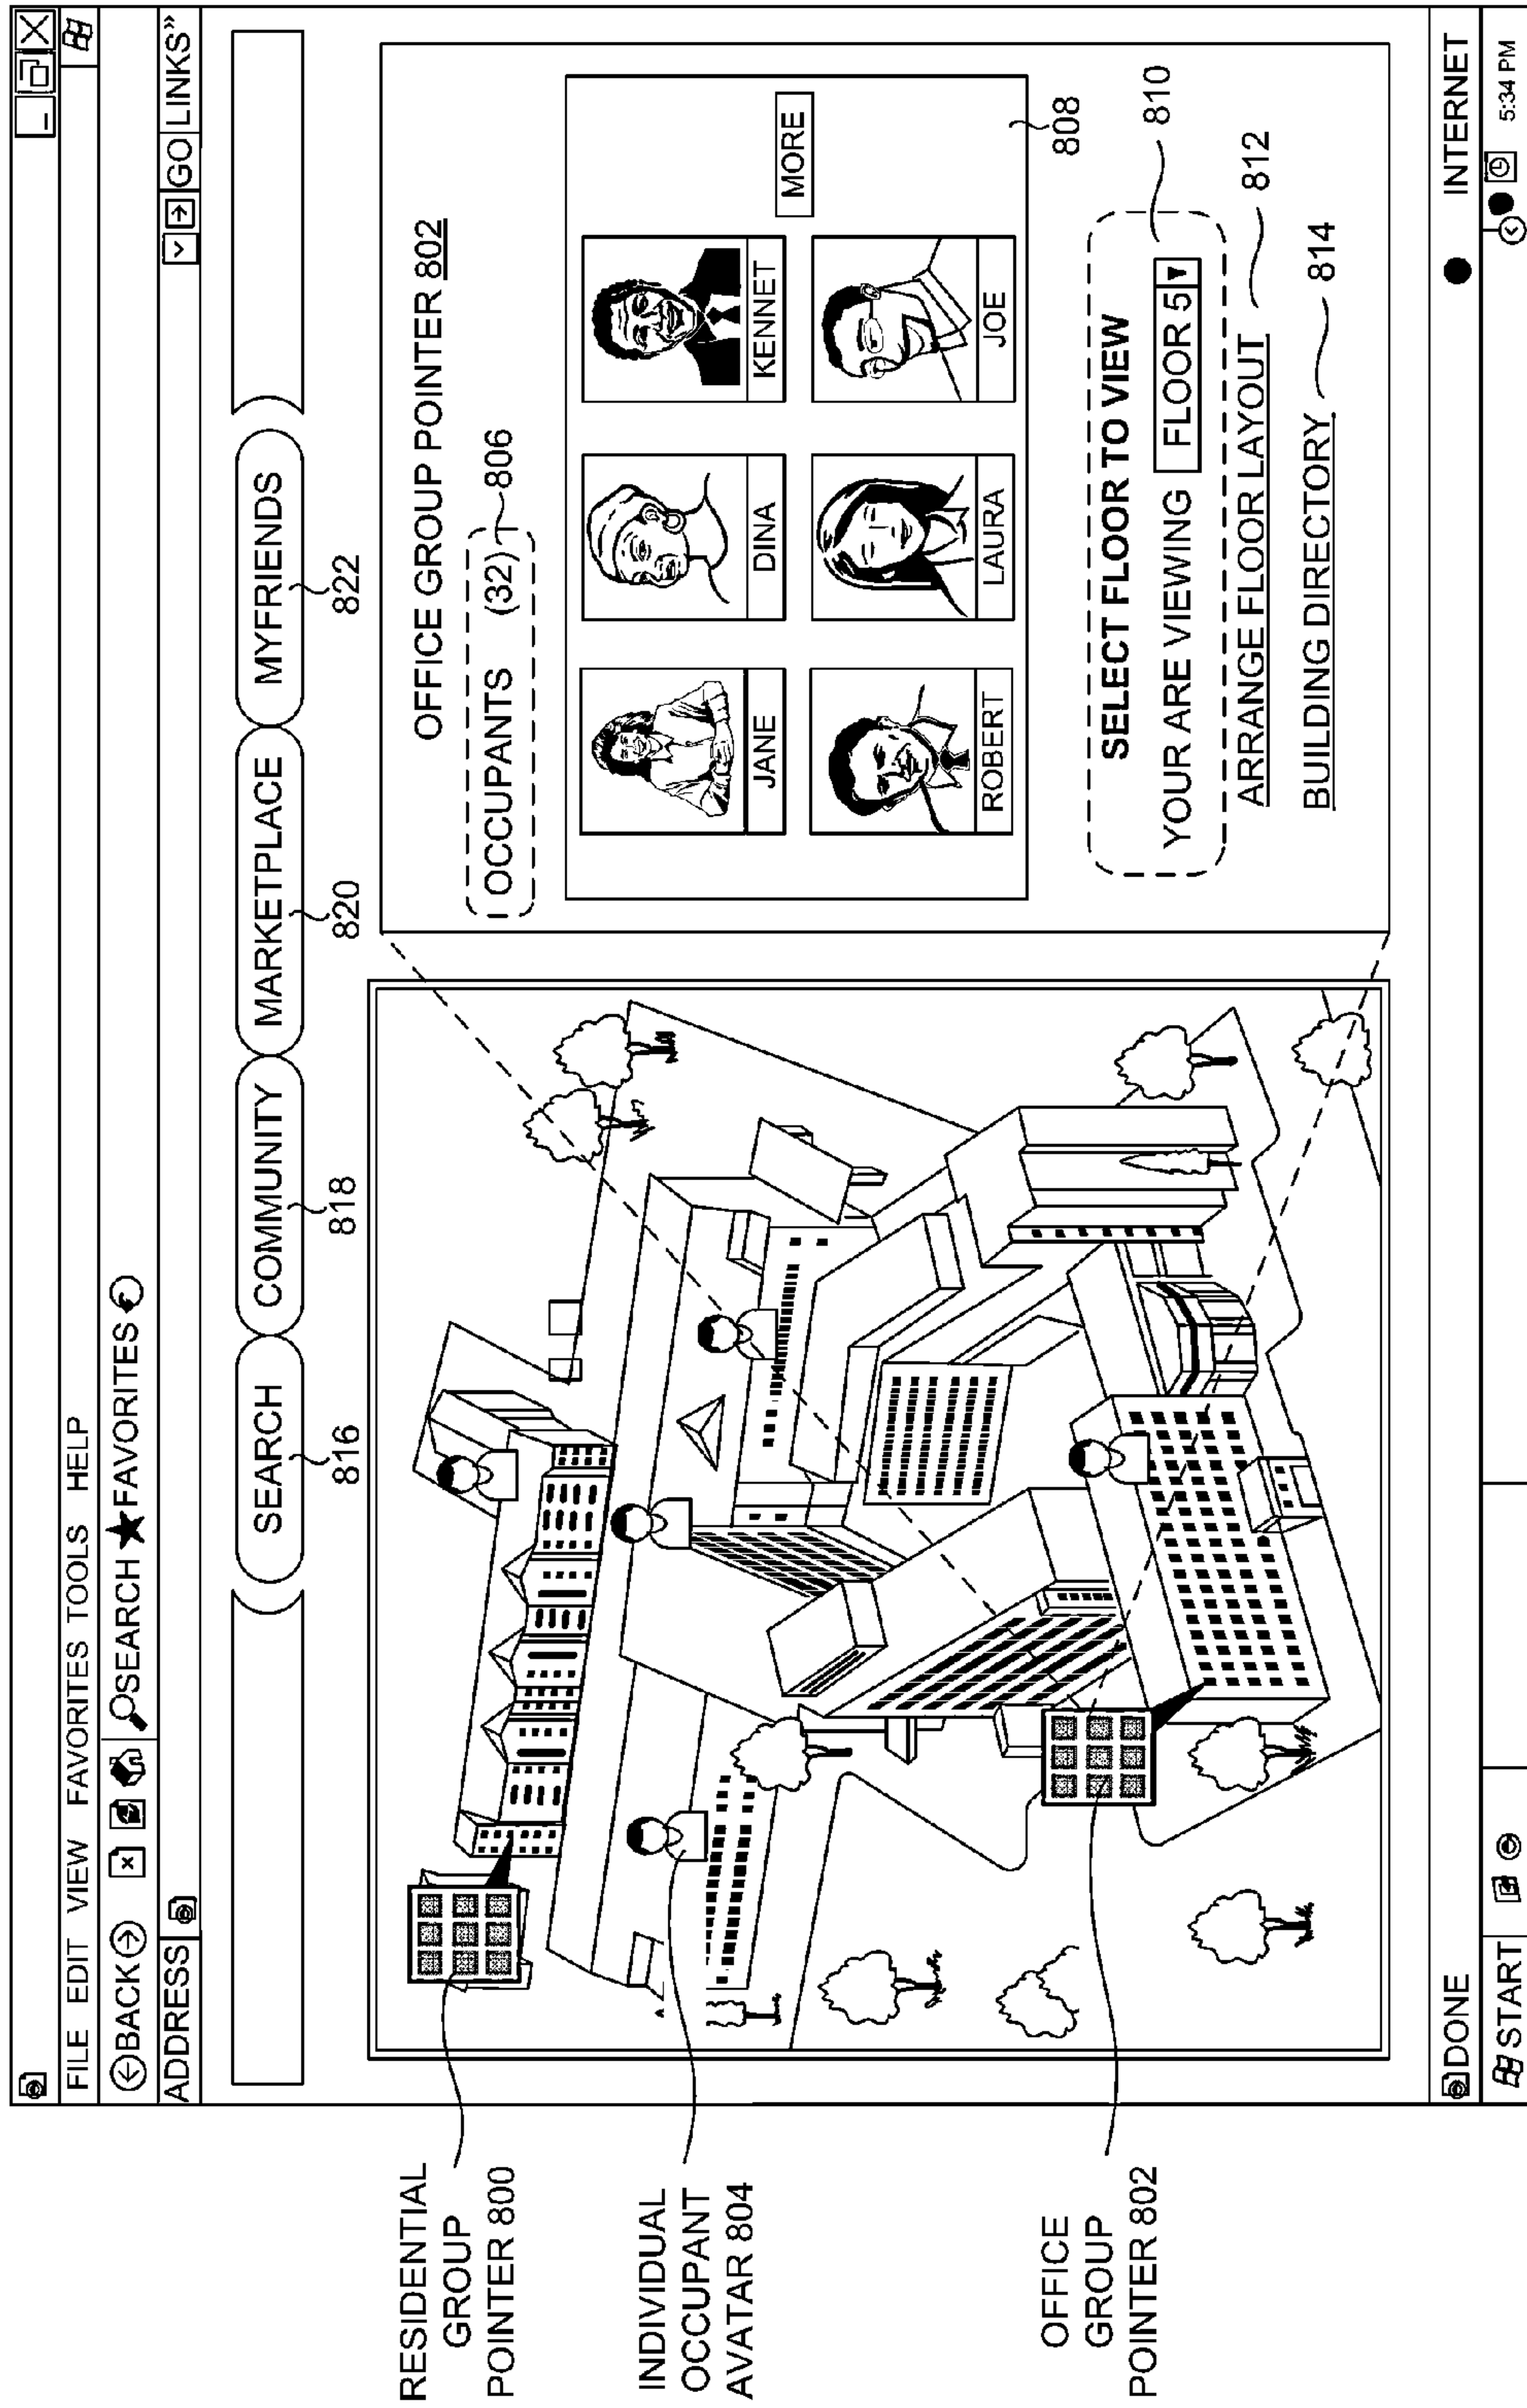 FILE EDIT VIEW FAVORITES TOOLS HELP
BACK SEARCH FAVORITES
ADDRESS GO LINKS"
SEARCH COMMUNITY MARKETPLACE MYFRIENDS
816 818 820 822
RESIDENTIAL
GROUP
POINTER 800
INDIVIDUAL
OCCUPANT
AVATAR 804
OFFICE
GROUP
POINTER 802
OFFICE GROUP POINTER 802
OCCUPANTS (32) 806
JANE DINA KENNET
MORE
ROBERT LAURA JOE
808
SELECT FLOOR TO VIEW
YOUR ARE VIEWING FLOOR 5 810
ARRANGE FLOOR LAYOUT 812
BUILDING DIRECTORY 814
DONE INTERNET
START 5:34 PM